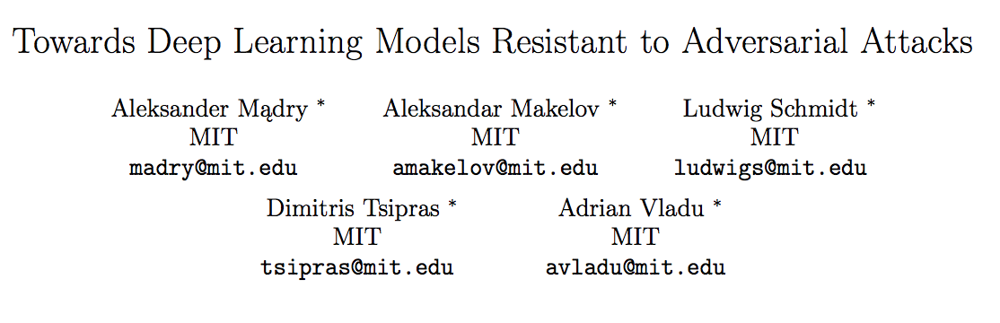 Towards Deep Learning Models Resistant to Adversarial Attacks
Aleksander Mądry * Aleksandar Makelov * Ludwig Schmidt *
MIT MIT MIT
madry@mit.edu amakelov@mit.edu ludwigs@mit.edu
Dimitris Tsipras * Adrian Vladu *
MIT MIT
tsipras@mit.edu avladu@mit.edu